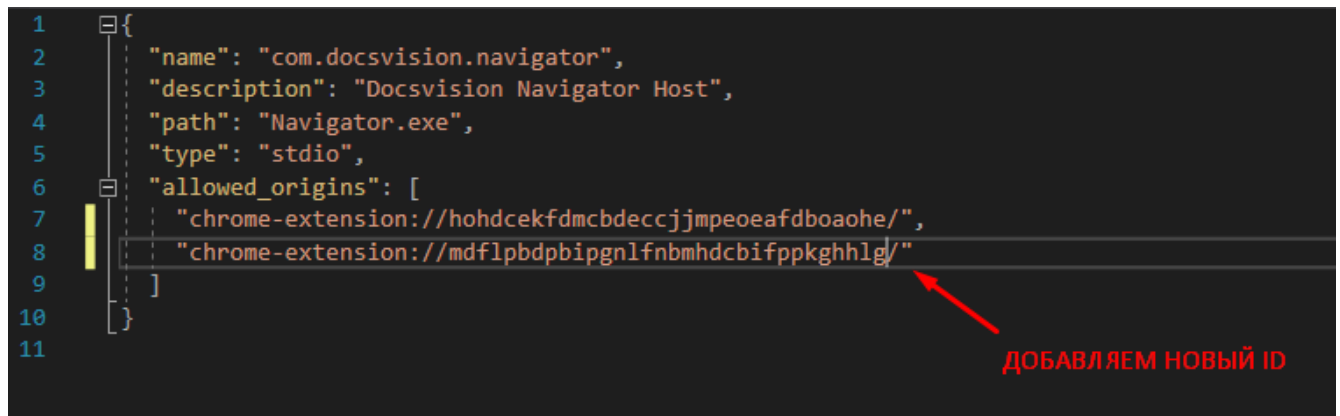 1 {
2 "name": "com.docsvision.navigator",
3 "description": "Docsvision Navigator Host",
4 "path": "Navigator.exe",
5 "type": "stdio",
6 "allowed_origins": [
7 "chrome-extension://hohdcekfdmcbdeccjjmpeoeafdboaohe/",
8 "chrome-extension://mdflpbdpbipgnlfnbmhdcbifppkghhlg/"
9 ]
10 }
11
ДОБАВЛЯЕМ НОВЫЙ ID